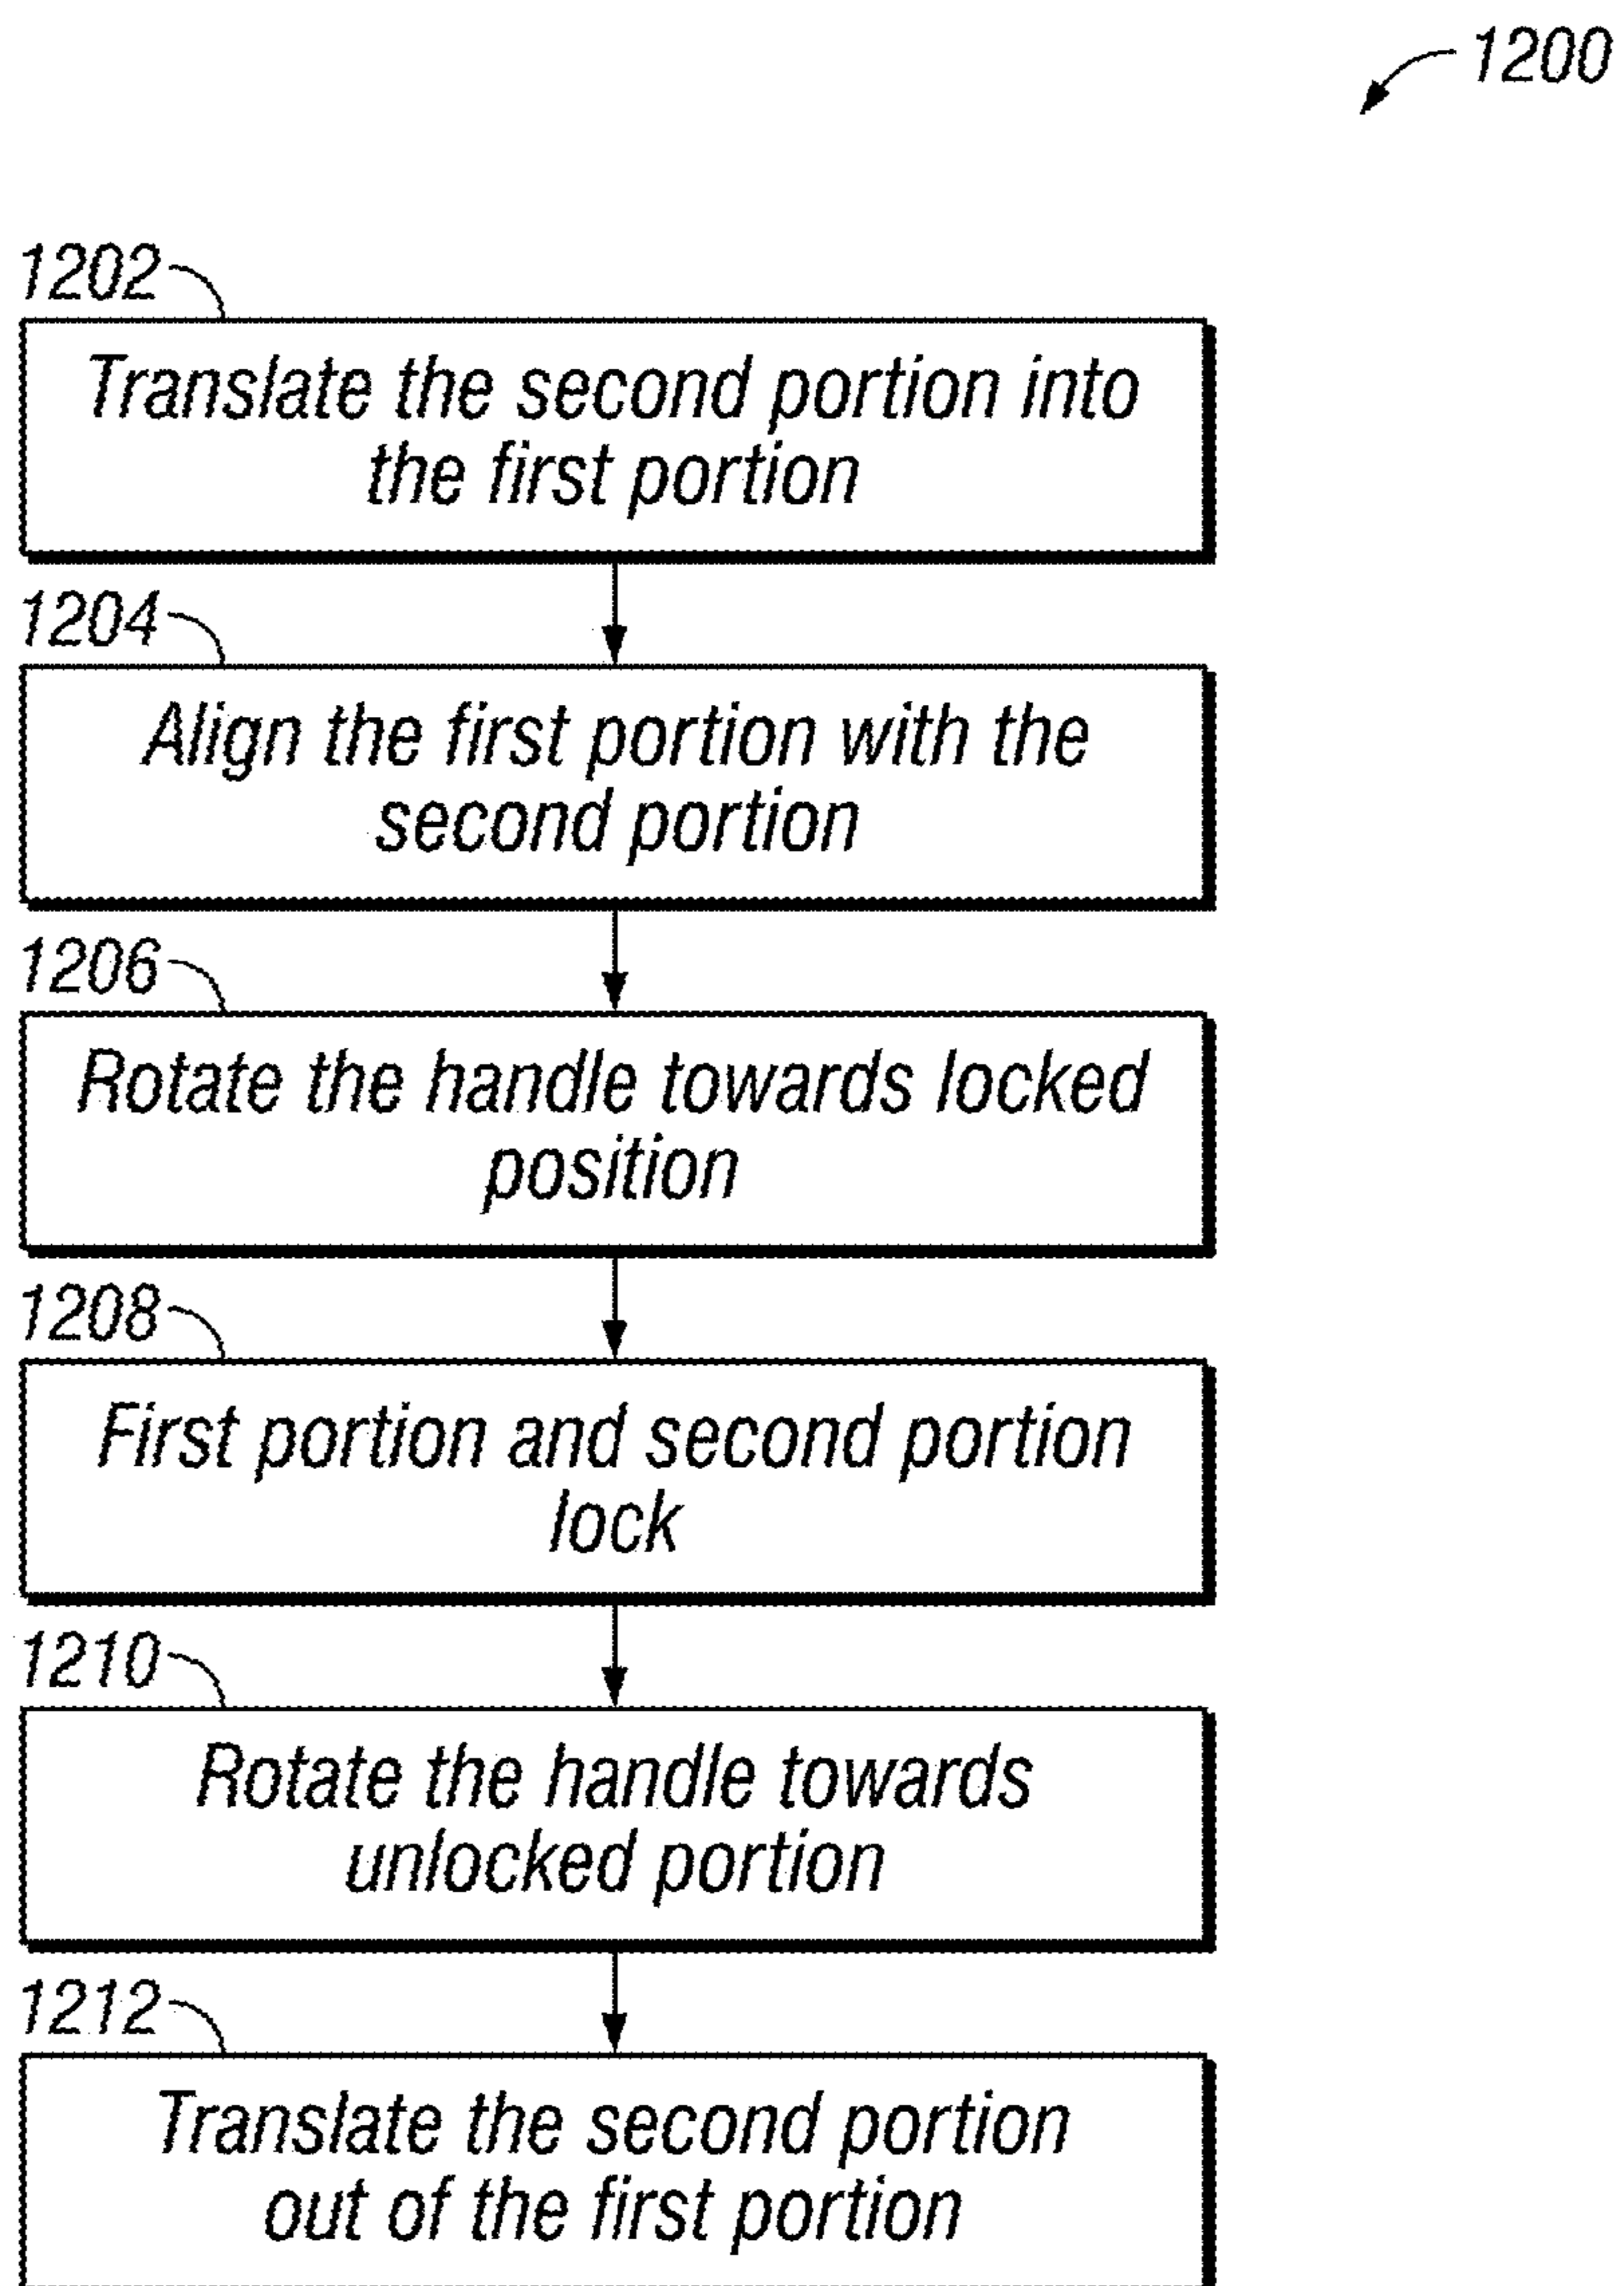 1200
1202
Translate the second portion into
the first portion
1204
Align the first portion with the
second portion
1206
Rotate the handle towards locked
position
1208
First portion and second portion
lock
1210
Rotate the handle towards
unlocked portion
1212
Translate the second portion
out of the first portion